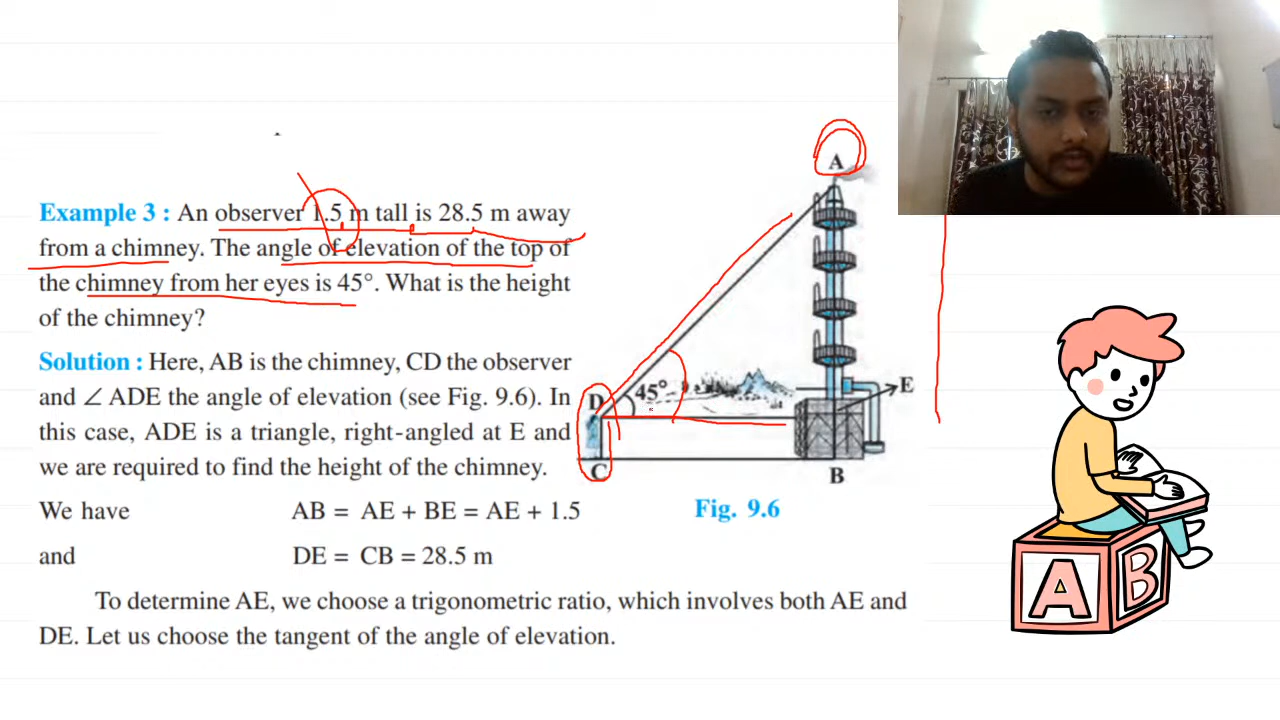 Example 3 : An observer 1.5 m tall is 28.5 m away
from a chimney. The angle of elevation of the top of
the chimney from her eyes is 45°. What is the height
of the chimney?
Solution : Here, AB is the chimney, CD the observer
and ∠ ADE the angle of elevation (see Fig. 9.6). In
this case, ADE is a triangle, right-angled at E and
we are required to find the height of the chimney.
We have AB = AE + BE = AE + 1.5
and DE = CB = 28.5 m
To determine AE, we choose a trigonometric ratio, which involves both AE and
DE. Let us choose the tangent of the angle of elevation.
A
D
45°
E
C
B
Fig. 9.6
A
B